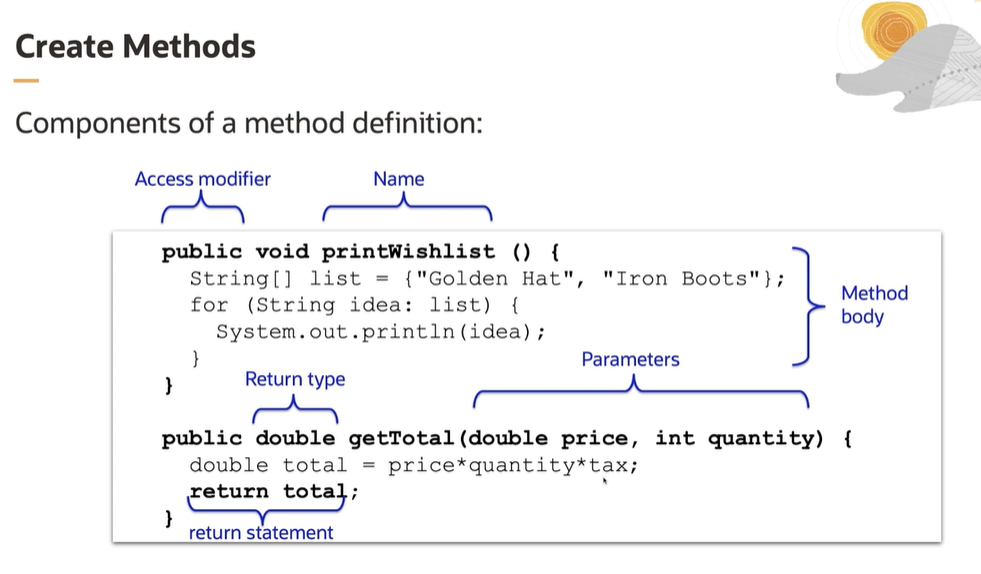 Create Methods
Components of a method definition:
Access modifier
Name
public void printWishlist () {
String[] list = {"Golden Hat", "Iron Boots"};
for (String idea: list) {
System.out.println(idea);
}
}
Method
body
Return type
Parameters
public double getTotal(double price, int quantity) {
double total = price*quantity*tax;
return total;
}
return statement